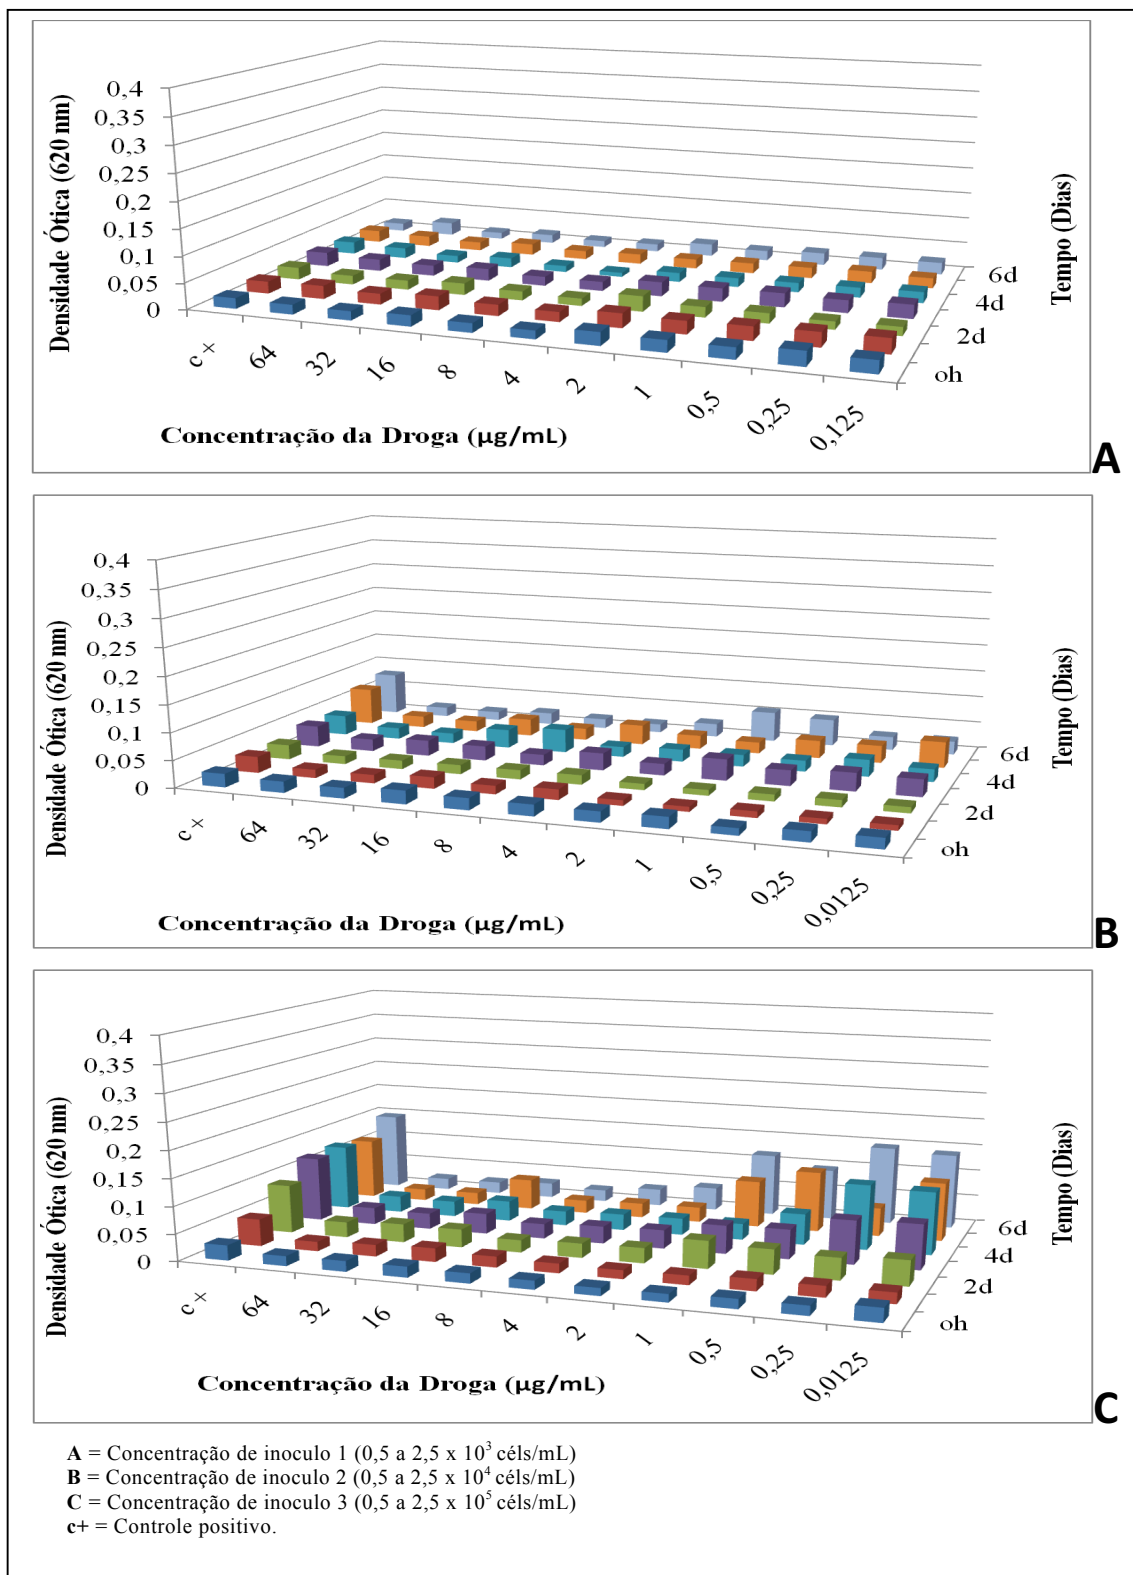 0,4
0,35
0,3
0,25
0,2
0,15
0,1
0,05
0
Densidade Ótica (620 nm)
c +
64
32
16
8
4
2
1
0,5
0,25
0,125
oh
2d
4d
6d
Tempo (Dias)
Concentração da Droga (µg/mL)
A
0,4
0,35
0,3
0,25
0,2
0,15
0,1
0,05
0
Densidade Ótica (620 nm)
c +
64
32
16
8
4
2
1
0,5
0,25
0,0125
oh
2d
4d
6d
Tempo (Dias)
Concentração da Droga (µg/mL)
B
0,4
0,35
0,3
0,25
0,2
0,15
0,1
0,05
0
Densidade Ótica (620 nm)
c +
64
32
16
8
4
2
1
0,5
0,25
0,0125
oh
2d
4d
6d
Tempo (Dias)
Concentração da Droga (µg/mL)
C
A = Concentração de inoculo 1 (0,5 a 2,5 x 10³ céls/mL)
B = Concentração de inoculo 2 (0,5 a 2,5 x 10⁴ céls/mL)
C = Concentração de inoculo 3 (0,5 a 2,5 x 10⁵ céls/mL)
c+ = Controle positivo.